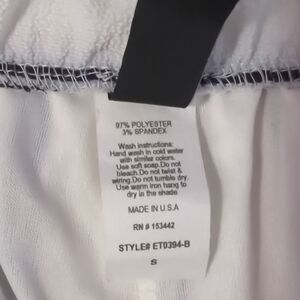 97% POLYESTER
3% SPANDEX
Wash instructions:
Hand wash in cold water
with similar colors.
Use soft soap.Do not
bleach.Do not twist &
wiring.Do not tumble dry.
Use warm iron hang to
dry in the shade
MADE IN U.S.A
RN # 153442
STYLE# ET0394-B
S